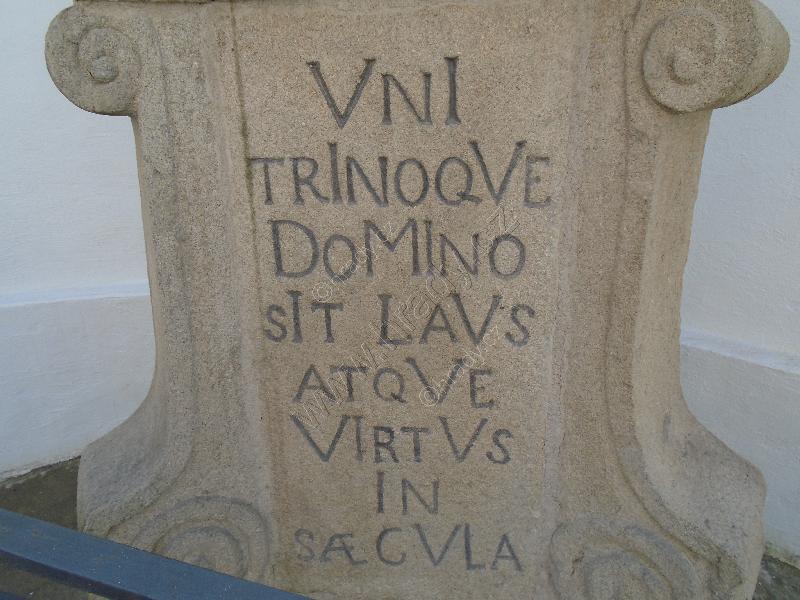 VNI
TRINOQVE
DOMINO
SIT LAVS
ATQVE
VIRTVS
IN
SÆCVLA